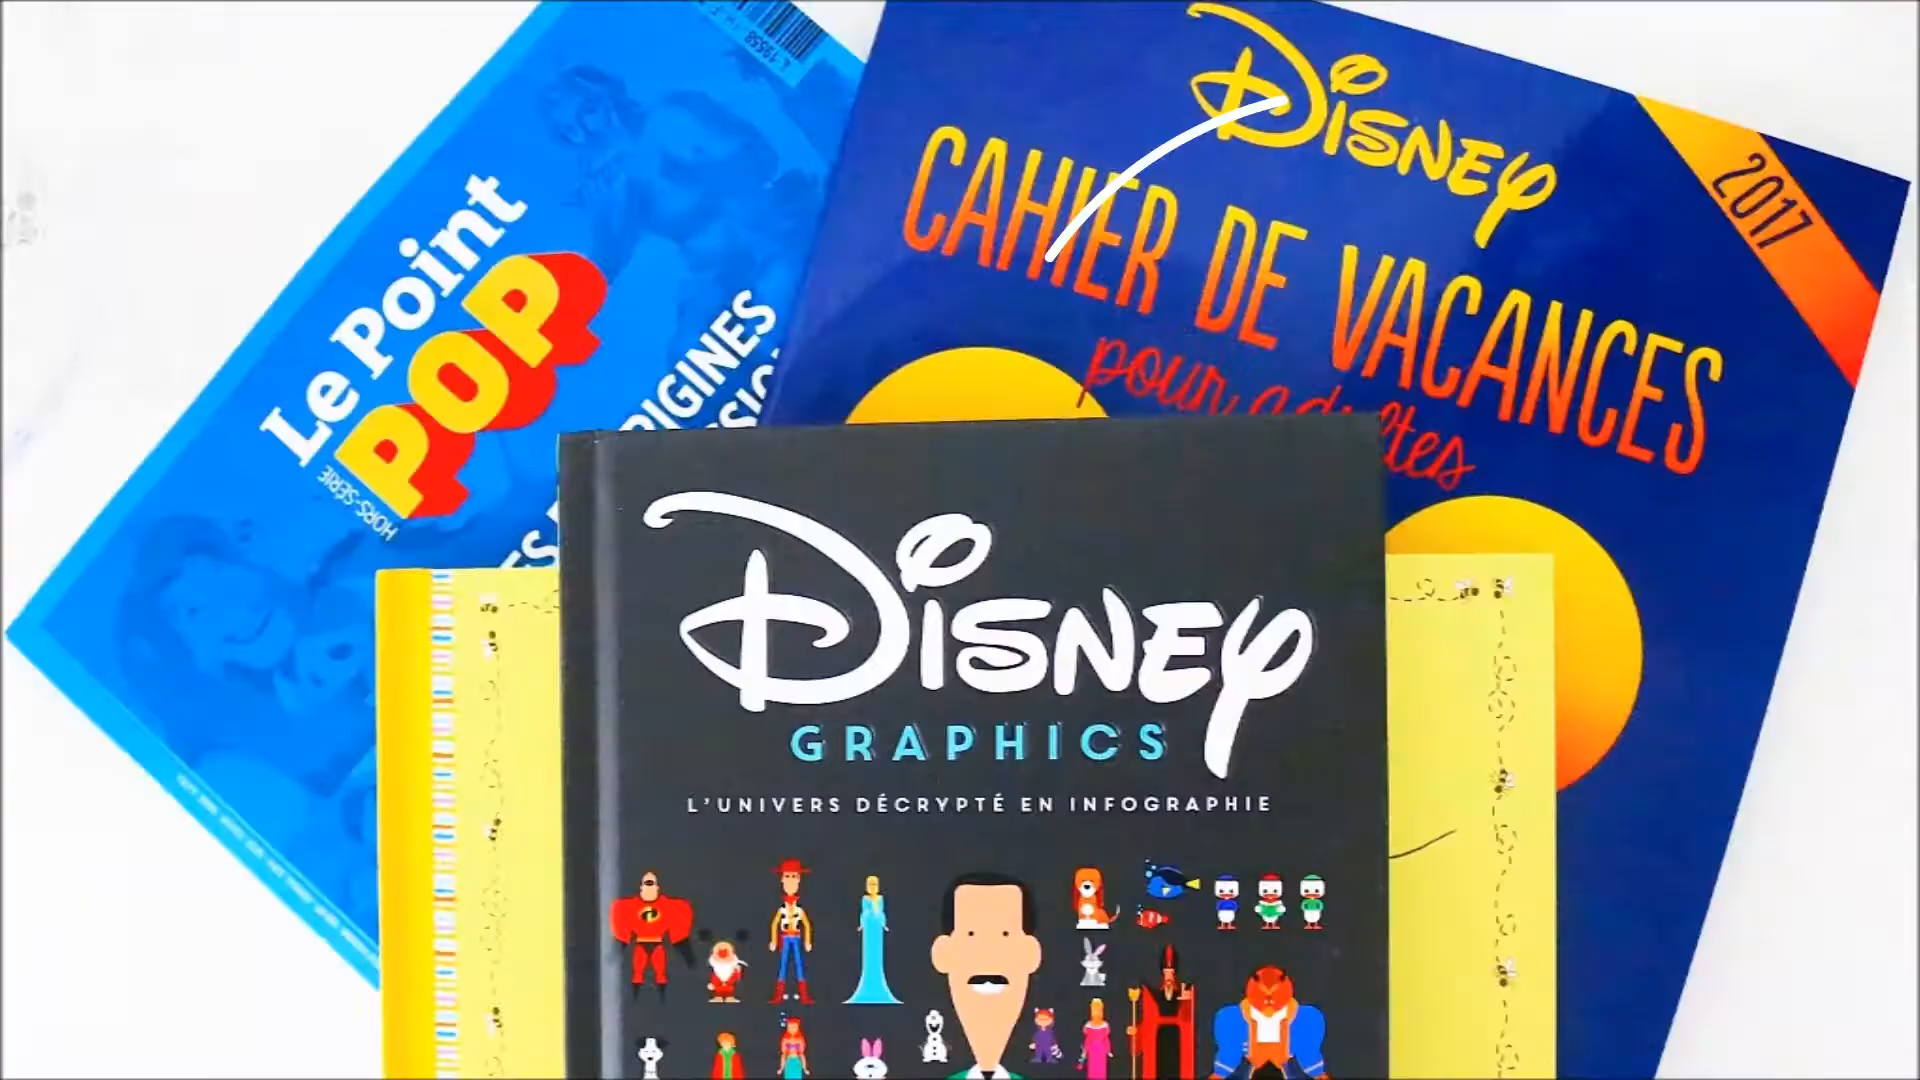 Le Point
POP
HORS-SÉRIE
DISNEY
CAHIER DE VACANCES
pour adultes
2017
DISNEY
GRAPHICS
L'UNIVERS DÉCRYPTÉ EN INFOGRAPHIE